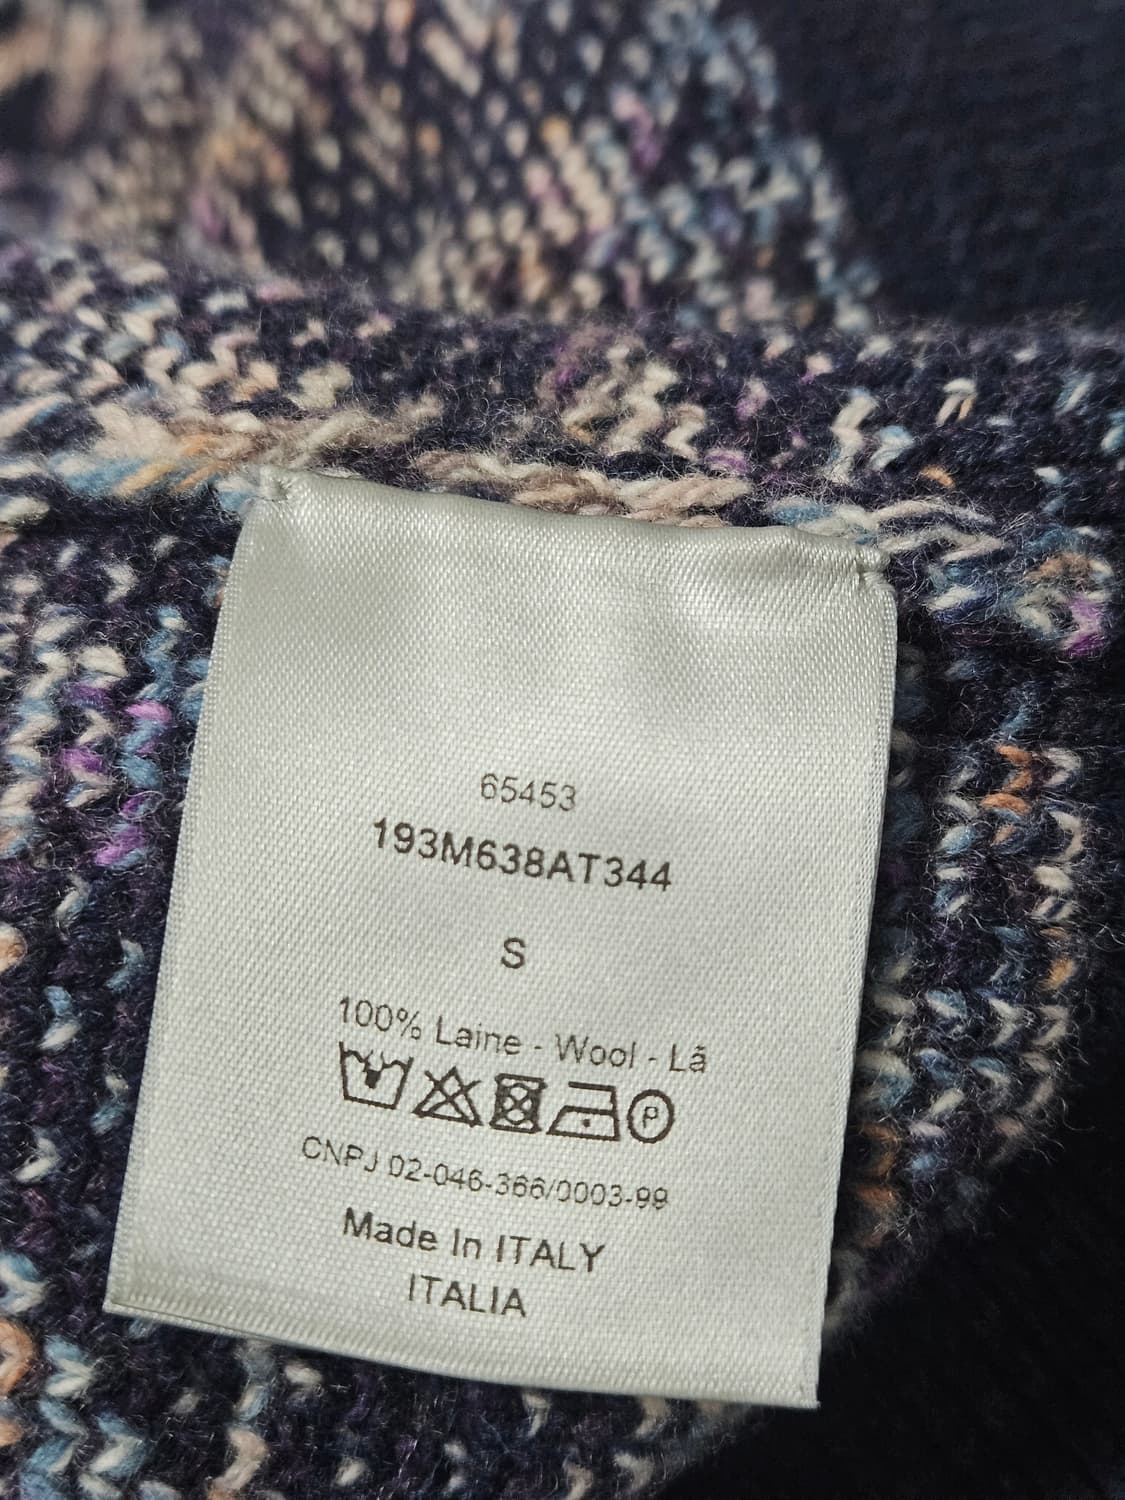 65453
193M638AT344
S
100% Laine - Wool - Lã
P
CNPJ 02-046-366/0003-99
Made In ITALY
ITALIA